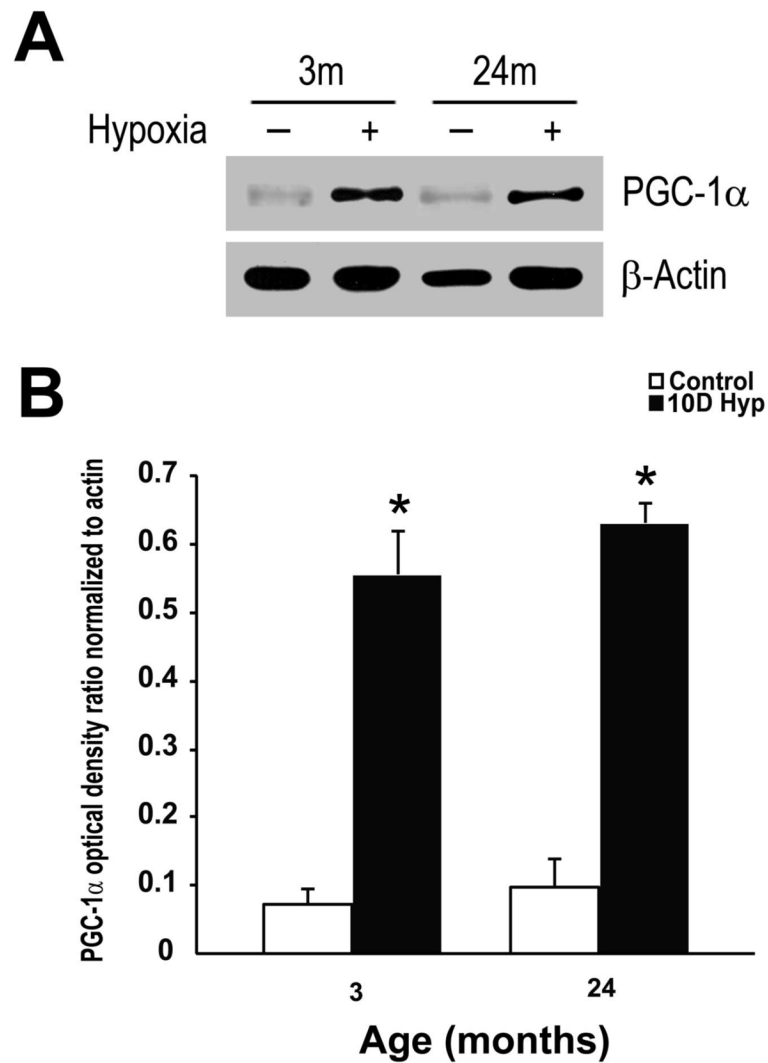 A
3m 24m
Hypoxia – + – +
PGC-1α
β-Actin
B
Control
10D Hyp
PGC-1α optical density ratio normalized to actin
0.7
0.6
0.5
0.4
0.3
0.2
0.1
0
* *
3 24
Age (months)